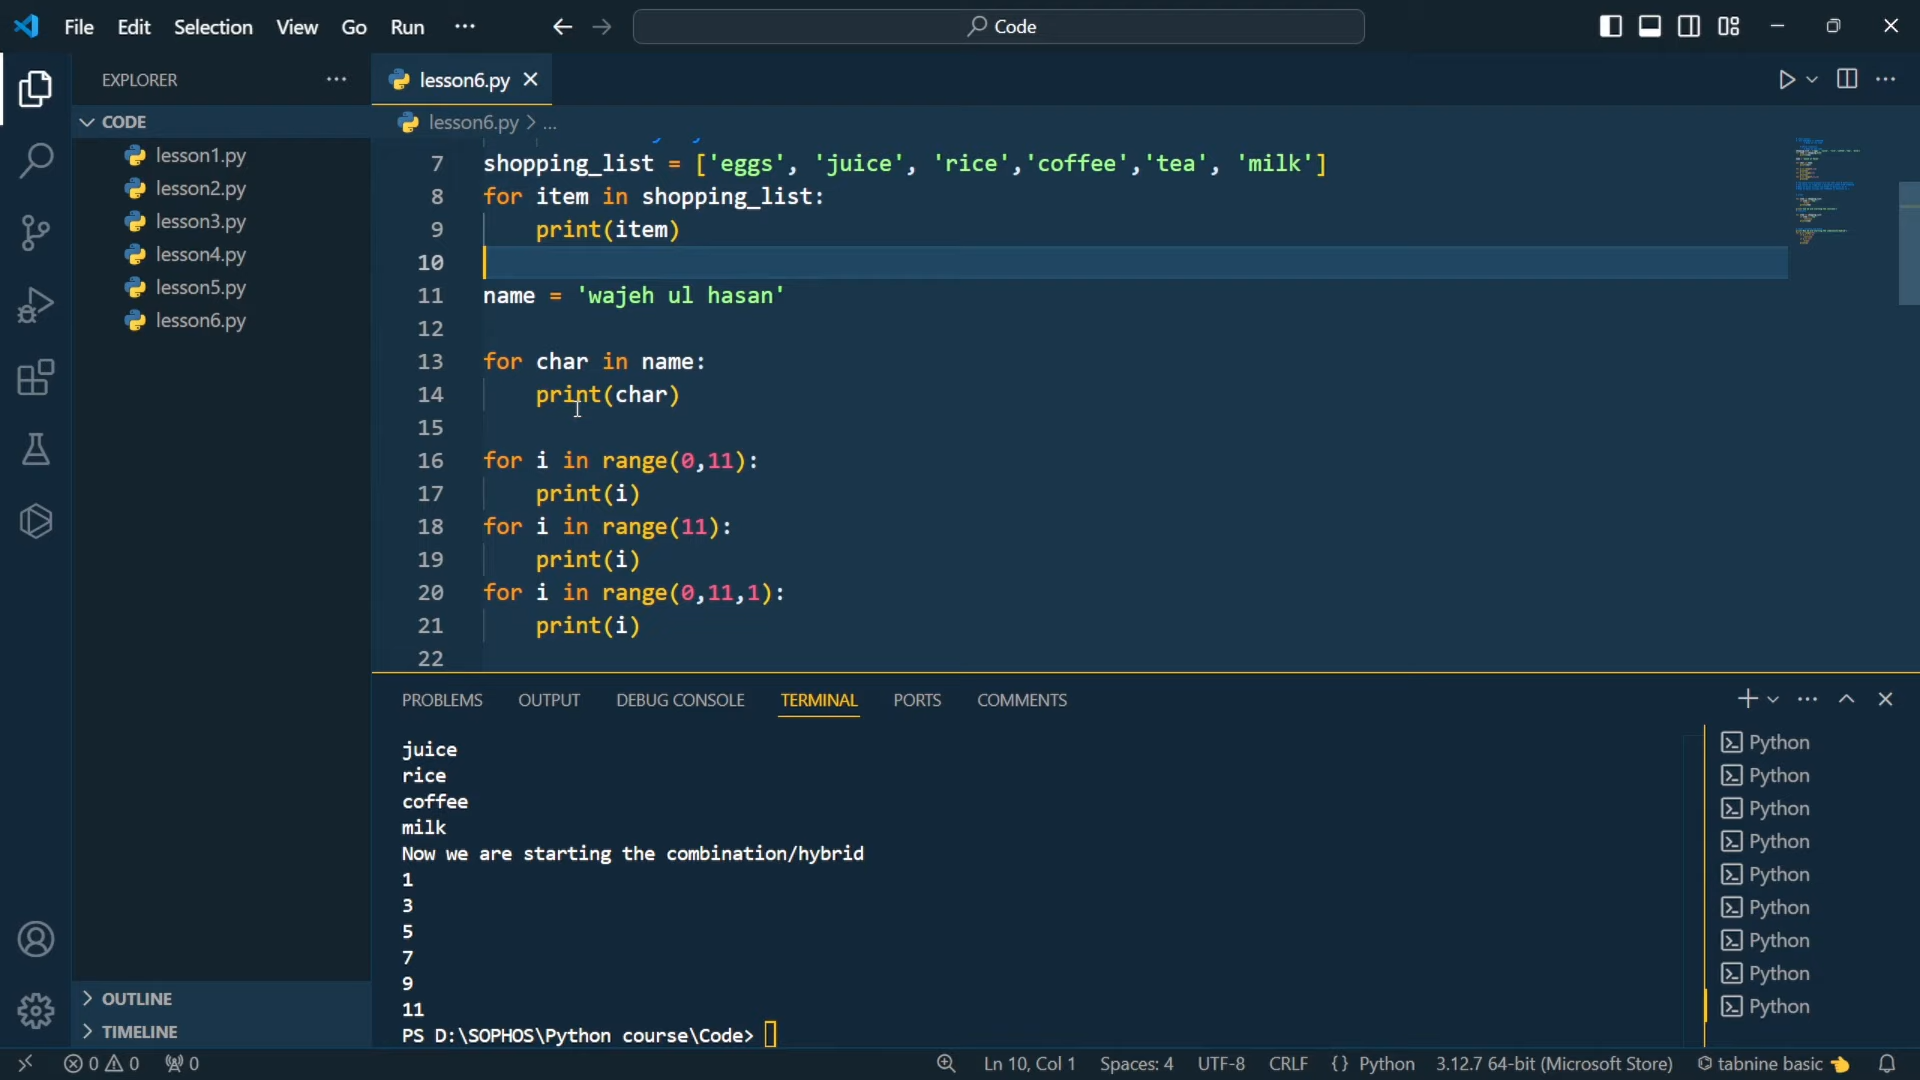 File Edit Selection View Go Run ...
Code
EXPLORER
lesson6.py
CODE
lesson6.py > ...
lesson1.py
lesson2.py
lesson3.py
lesson4.py
lesson5.py
lesson6.py
7 shopping_list = ['eggs', 'juice', 'rice','coffee','tea', 'milk']
8 for item in shopping_list:
9     print(item)
10
11 name = 'wajeh ul hasan'
12
13 for char in name:
14     print(char)
15
16 for i in range(0,11):
17     print(i)
18 for i in range(11):
19     print(i)
20 for i in range(0,11,1):
21     print(i)
22
PROBLEMS OUTPUT DEBUG CONSOLE TERMINAL PORTS COMMENTS
juice
rice
coffee
milk
Now we are starting the combination/hybrid
1
3
5
7
9
11
PS D:\SOPHOS\Python course\Code>
Python
Python
Python
Python
Python
Python
Python
Python
Python
OUTLINE
TIMELINE
0 0 0 Ln 10, Col 1 Spaces: 4 UTF-8 CRLF {} Python 3.12.7 64-bit (Microsoft Store) tabnine basic